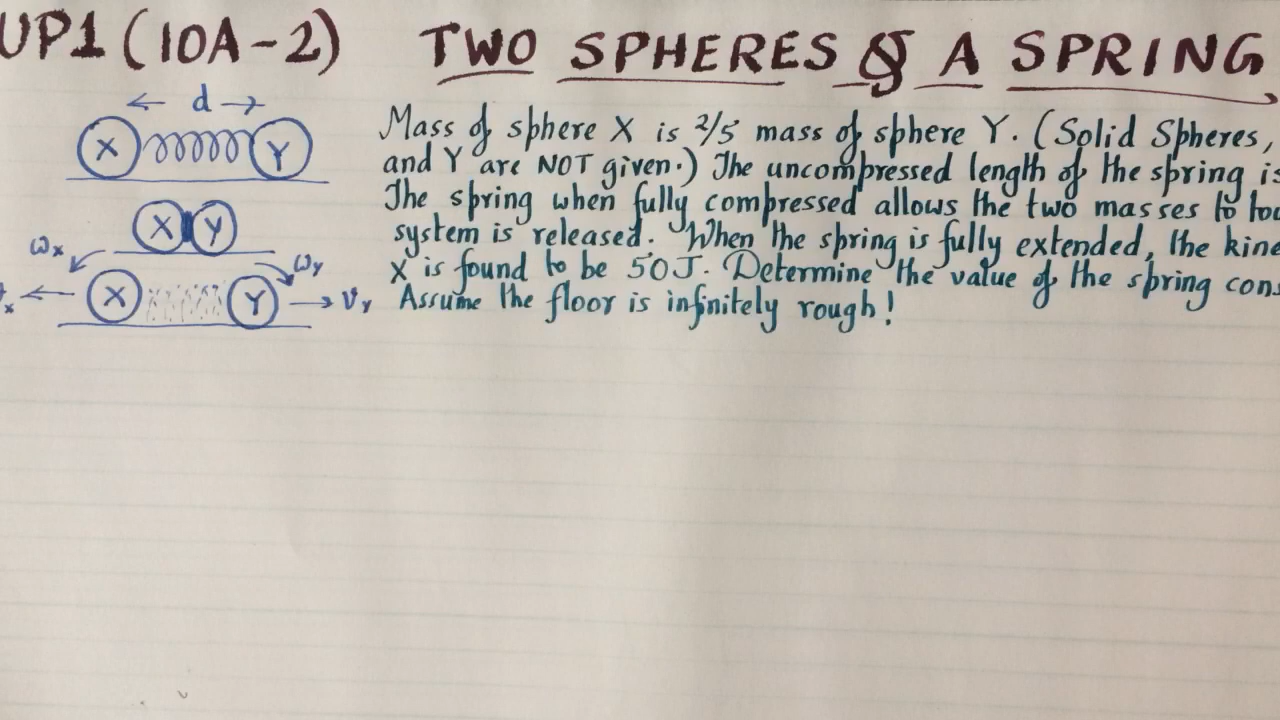 UP1 (10A-2) TWO SPHERES & A SPRING
← d →
X Y
X Y
ωx ωy
X Y → vy
Mass of sphere X is 2/5 mass of sphere Y. (Solid Spheres,
and Y are NOT given.) The uncompressed length of the spring is
The spring when fully compressed allows the two masses to
system is released. When the spring is fully extended, the
X is found to be 50J. Determine the value of the spring
Assume the floor is infinitely rough!